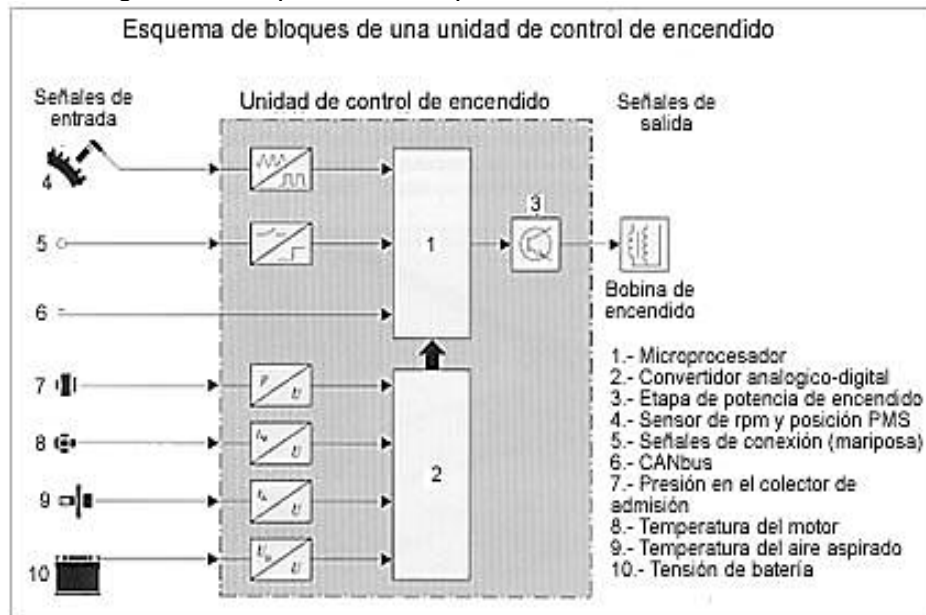 Esquema de bloques de una unidad de control de encendido
Señales de
entrada
Unidad de control de encendido
Señales de
salida
4
5
6
7
8
9
10
1
2
3
P
U
U
U
U
Bobina de
encendido
1.- Microprocesador
2.- Convertidor analogico-digital
3.- Etapa de potencia de encendido
4.- Sensor de rpm y posición PMS
5.- Señales de conexión (mariposa)
6.- CANbus
7.- Presión en el colector de
admisión
8.- Temperatura del motor
9.- Temperatura del aire aspirado
10.- Tensión de batería